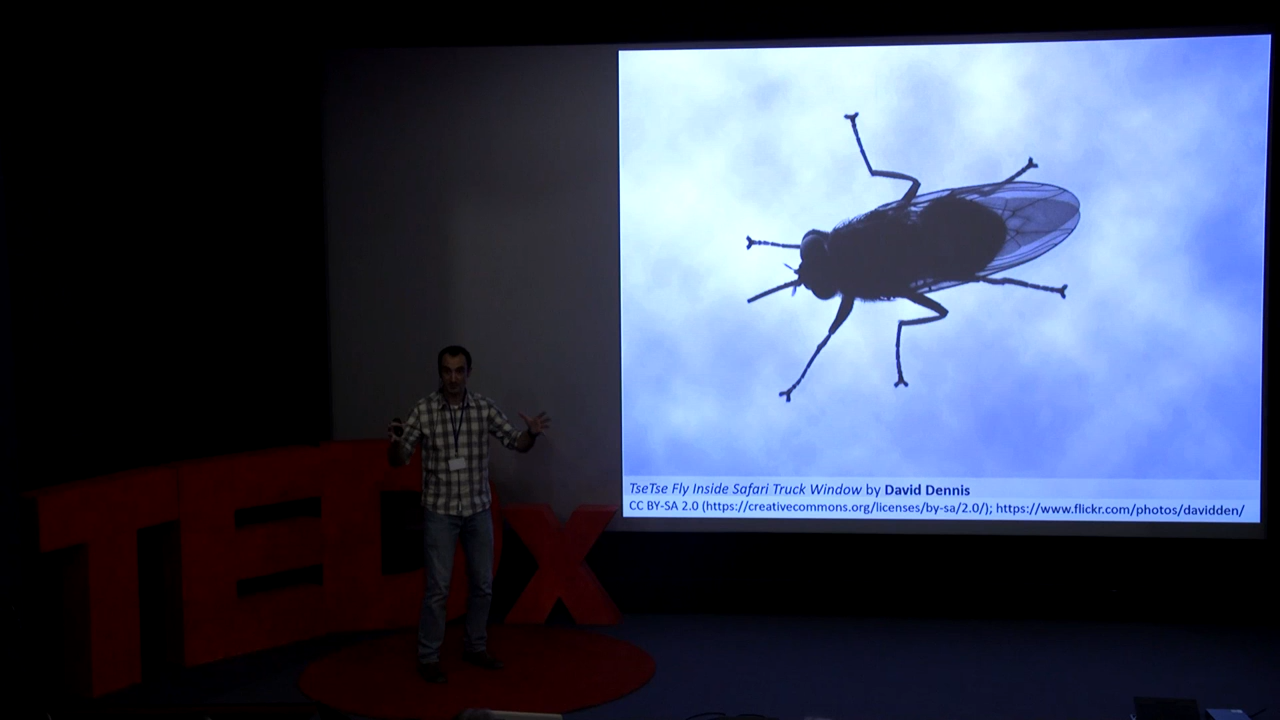 TEDx
TseTse Fly Inside Safari Truck Window by David Dennis
CC BY-SA 2.0 (https://creativecommons.org/licenses/by-sa/2.0/); https://www.flickr.com/photos/davidden/